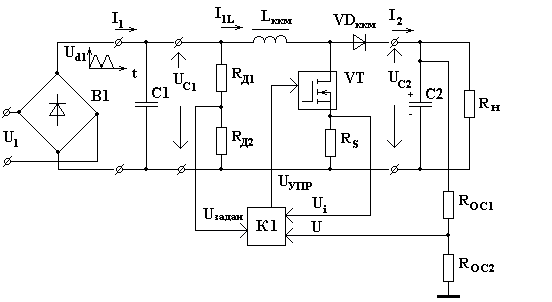 I1
I1L
Lккм
VDккм
I2
Ud1
t
B1
C1
UC1
RД1
VT
UC2
+
-
C2
RН
U1
RД2
RS
UУПР
Uзадан
К1
Ui
U
RОС1
RОС2